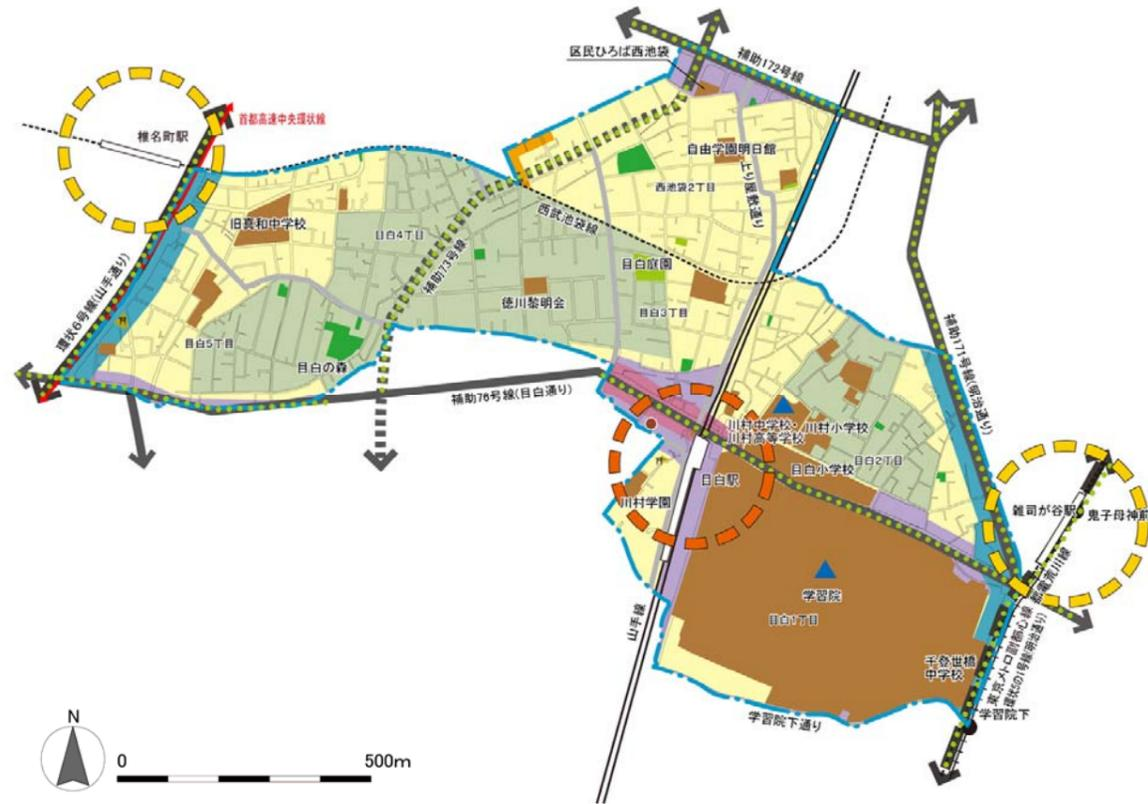 区民ひろば西池袋
補助172号線
首都高速中央環状線
椎名町駅
自由学園明日館
上り屋敷通り
西池袋2丁目
旧真和中学校
目白4丁目
西武池袋線
補助73号線
目白庭園
徳川黎明会
環状6号線(山手通り)
目白3丁目
目白5丁目
目白の森
補助171号線(明治通り)
補助76号線(目白通り)
川村中学校・
川村高等学校
川村小学校
目白2丁目
目白小学校
目白駅
川村学園
雑司が谷駅
鬼子母神前
都電荒川線
学習院
目白1丁目
山手線
千登世橋
中学校
東京メトロ副都心線
環状5の1号線(明治通り)
学習院下
学習院下通り
N
0
500m